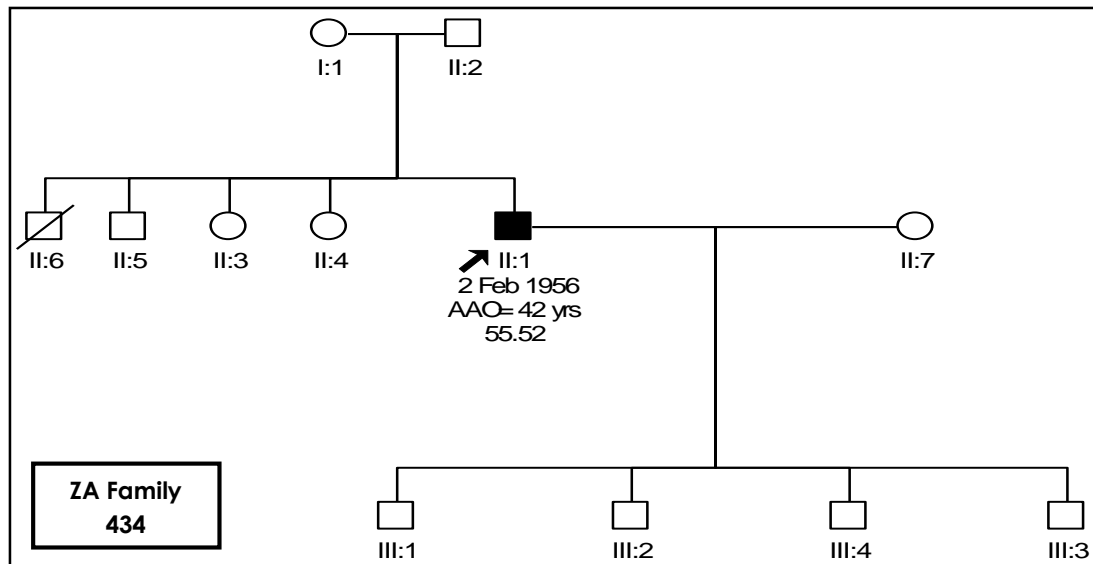 I:1 II:2
II:6 II:5 II:3 II:4 II:1 II:7
2 Feb 1956
AAO= 42 yrs
55.52
ZA Family
434
III:1 III:2 III:4 III:3